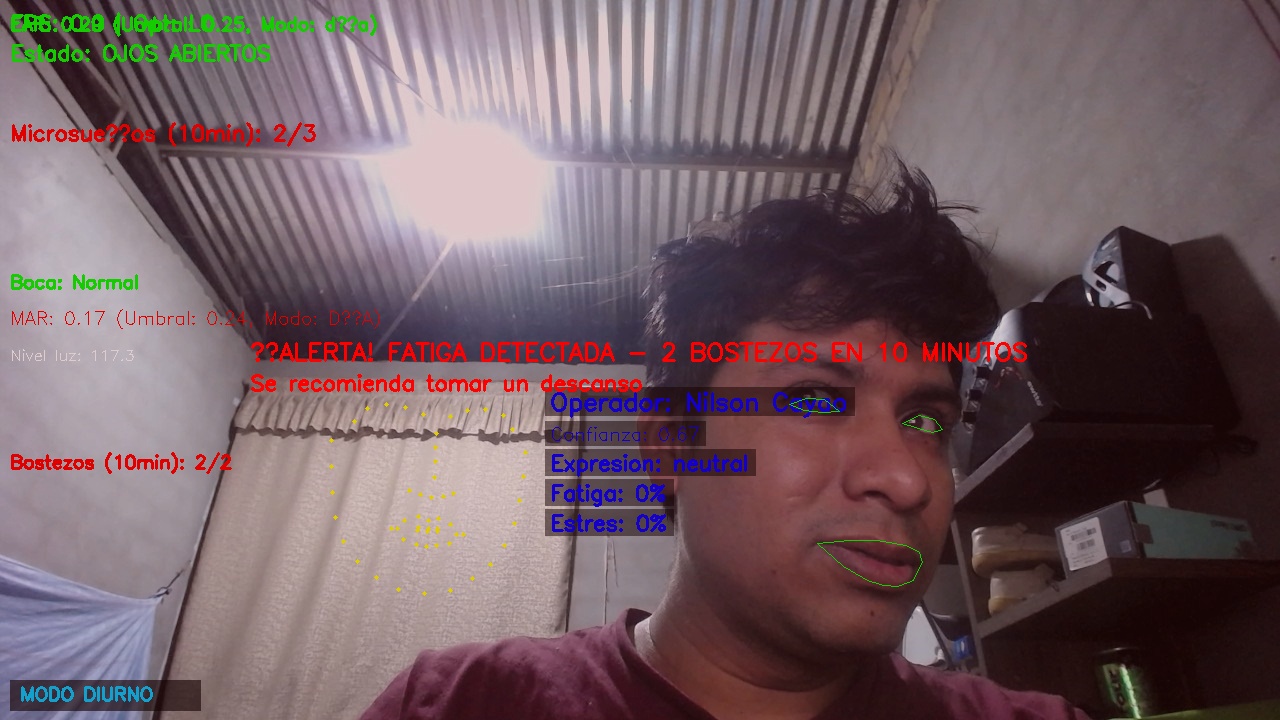 Estado: OJOS ABIERTOS
Microsue??os (10min): 2/3
Boca: Normal
MAR: 0.17 (Umbral: 0.24, Modo: D??A)
Nivel luz: 117.3
??ALERTA! FATIGA DETECTADA - 2 BOSTEZOS EN 10 MINUTOS
Se recomienda tomar un descanso
Operador: Nilson
Confianza: 0.67
Expresion: neutral
Bostezos (10min): 2/2
Fatiga: 0%
Estres: 0%
MODO DIURNO